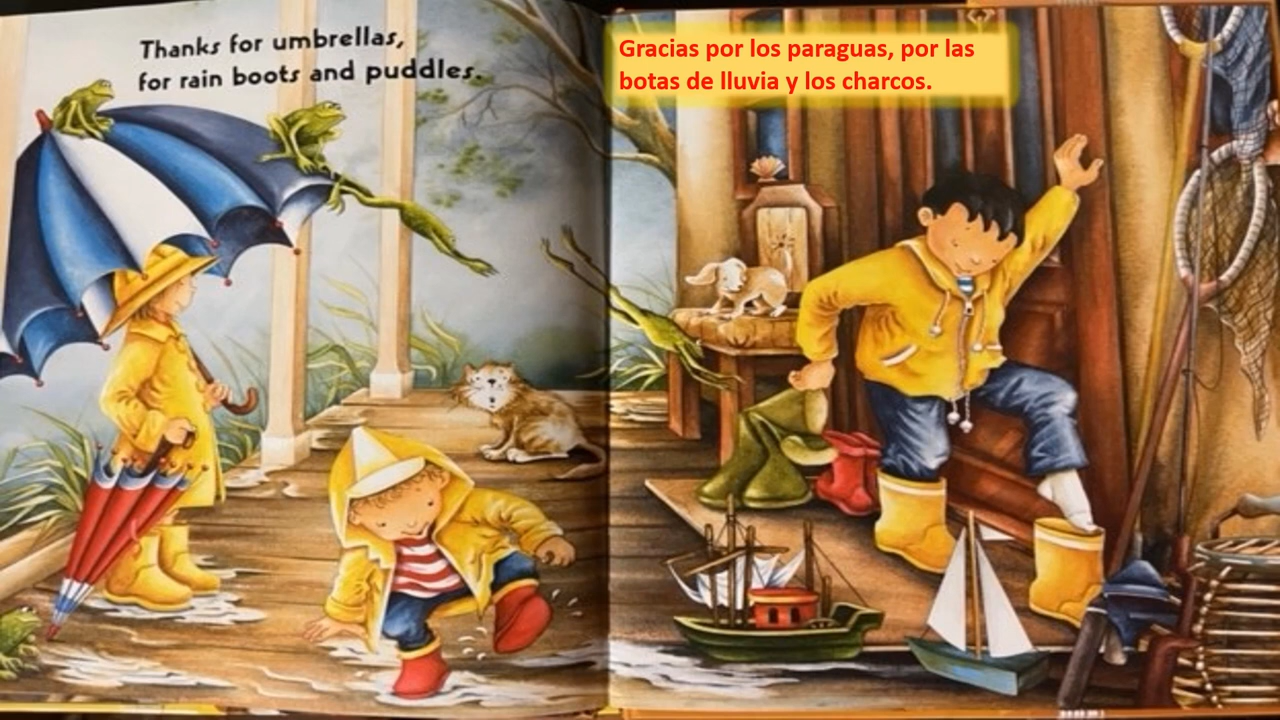 Thanks for umbrellas,
for rain boots and puddles.
Gracias por los paraguas, por las
botas de lluvia y los charcos.